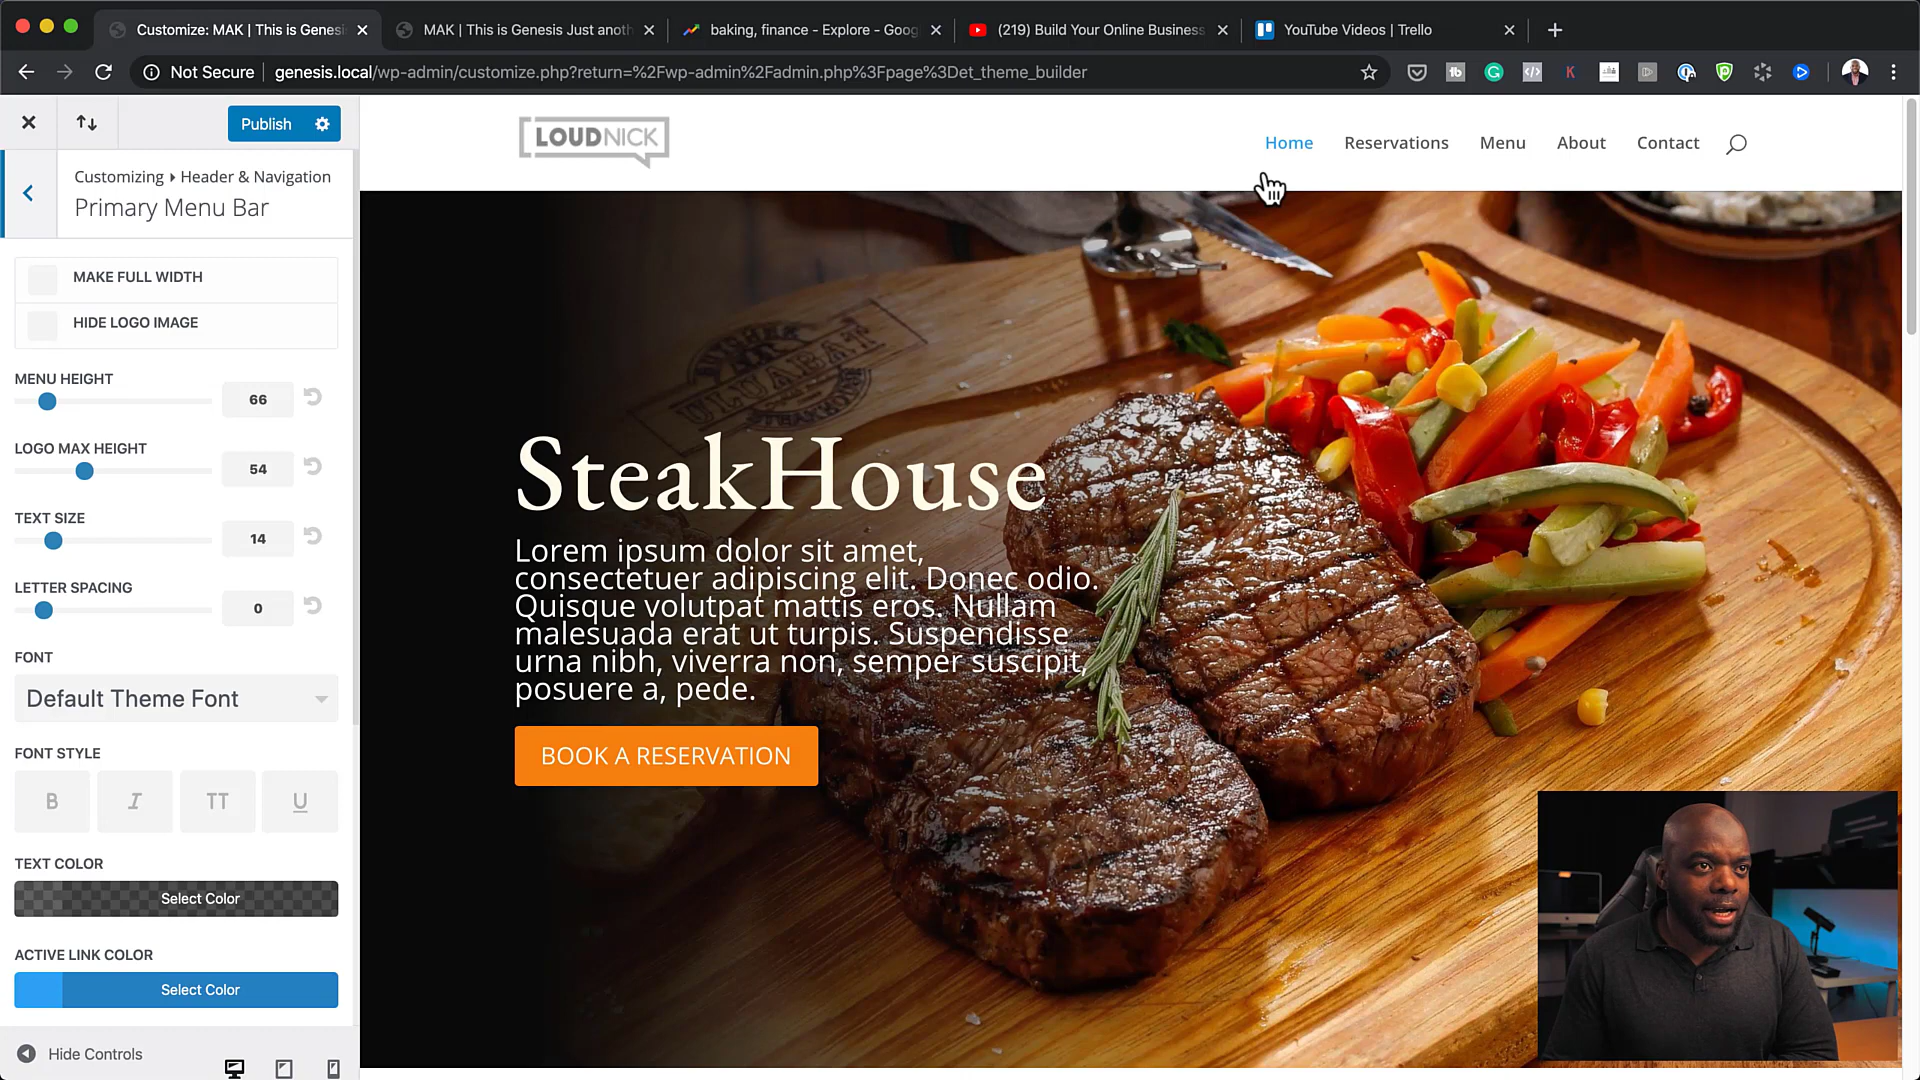 Customize: MAK | This is Genesi
MAK | This is Genesis Just anoth
baking, finance - Explore - Goog
(219) Build Your Online Business
YouTube Videos | Trello
Not Secure
genesis.local/wp-admin/customize.php?return=%2Fwp-admin%2Fadmin.php%3Fpage%3Det_theme_builder
Publish
Customizing ▸ Header & Navigation
Primary Menu Bar
MAKE FULL WIDTH
HIDE LOGO IMAGE
MENU HEIGHT
66
LOGO MAX HEIGHT
54
TEXT SIZE
14
LETTER SPACING
0
FONT
Default Theme Font
FONT STYLE
B I TT U
TEXT COLOR
Select Color
ACTIVE LINK COLOR
Select Color
Hide Controls
LOUDNICK
Home Reservations Menu About Contact
SteakHouse
Lorem ipsum dolor sit amet,
consectetuer adipiscing elit. Donec odio.
Quisque volutpat mattis eros. Nullam
malesuada erat ut turpis. Suspendisse
urna nibh, viverra non, semper suscipit,
posuere a, pede.
BOOK A RESERVATION